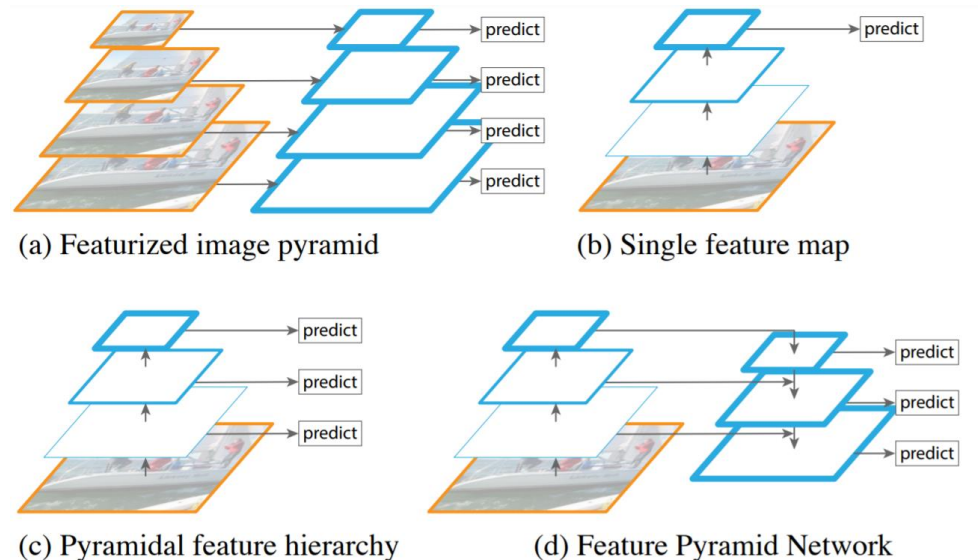 predict
predict
predict
predict
predict
(a) Featurized image pyramid
(b) Single feature map
predict
predict
predict
predict
predict
predict
(c) Pyramidal feature hierarchy
(d) Feature Pyramid Network